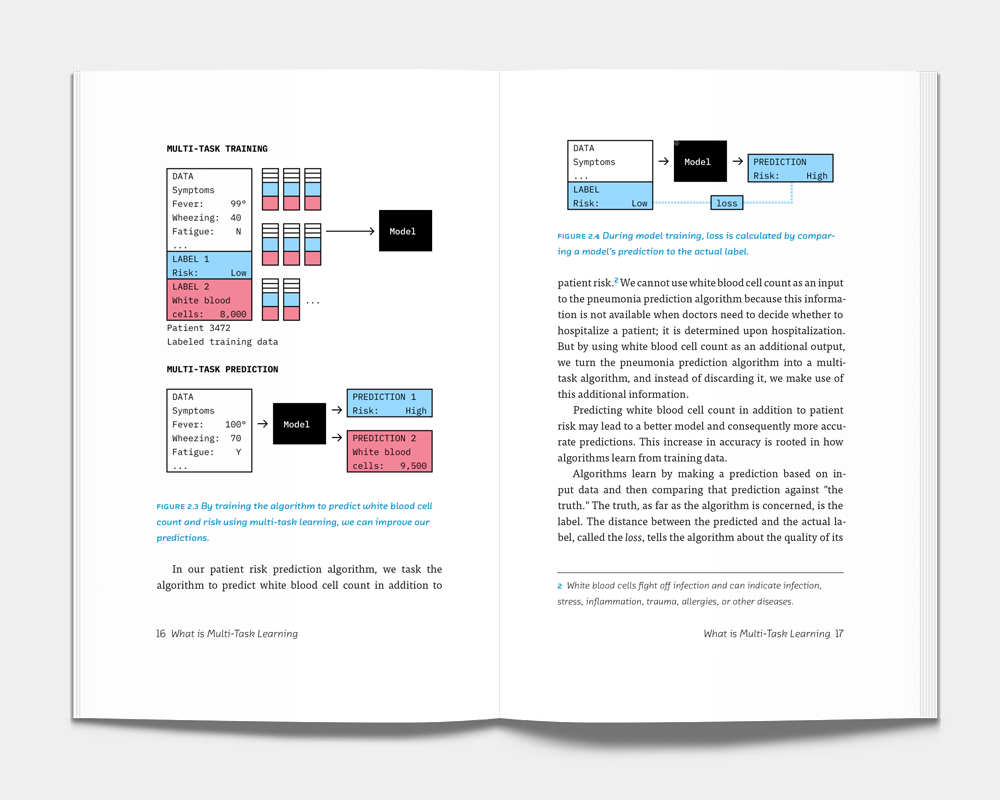 MULTI-TASK TRAINING
DATA
Symptoms
Fever: 99°
Wheezing: 40
Fatigue: N
...
LABEL 1
Risk: Low
LABEL 2
White blood
cells: 8,000
...
Model
Patient 3472
Labeled training data
MULTI-TASK PREDICTION
DATA
Symptoms
Fever: 100°
Wheezing: 70
Fatigue: Y
...
Model
PREDICTION 1
Risk: High
PREDICTION 2
White blood
cells: 9,500
FIGURE 2.3 By training the algorithm to predict white blood cell
count and risk using multi-task learning, we can improve our
predictions.
In our patient risk prediction algorithm, we task the
algorithm to predict white blood cell count in addition to
16 What is Multi-Task Learning
DATA
Symptoms
...
LABEL
Risk: Low
Model
PREDICTION
Risk: High
loss
FIGURE 2.4 During model training, loss is calculated by compar-
ing a model's prediction to the actual label.
patient risk.2 We cannot use white blood cell count as an input
to the pneumonia prediction algorithm because this informa-
tion is not available when doctors need to decide whether to
hospitalize a patient; it is determined upon hospitalization.
But by using white blood cell count as an additional output,
we turn the pneumonia prediction algorithm into a multi-
task algorithm, and instead of discarding it, we make use of
this additional information.
Predicting white blood cell count in addition to patient
risk may lead to a better model and consequently more accu-
rate predictions. This increase in accuracy is rooted in how
algorithms learn from training data.
Algorithms learn by making a prediction based on in-
put data and then comparing that prediction against "the
truth." The truth, as far as the algorithm is concerned, is the
label. The distance between the predicted and the actual la-
bel, called the loss, tells the algorithm about the quality of its
2 White blood cells fight off infection and can indicate infection,
stress, inflammation, trauma, allergies, or other diseases.
What is Multi-Task Learning 17